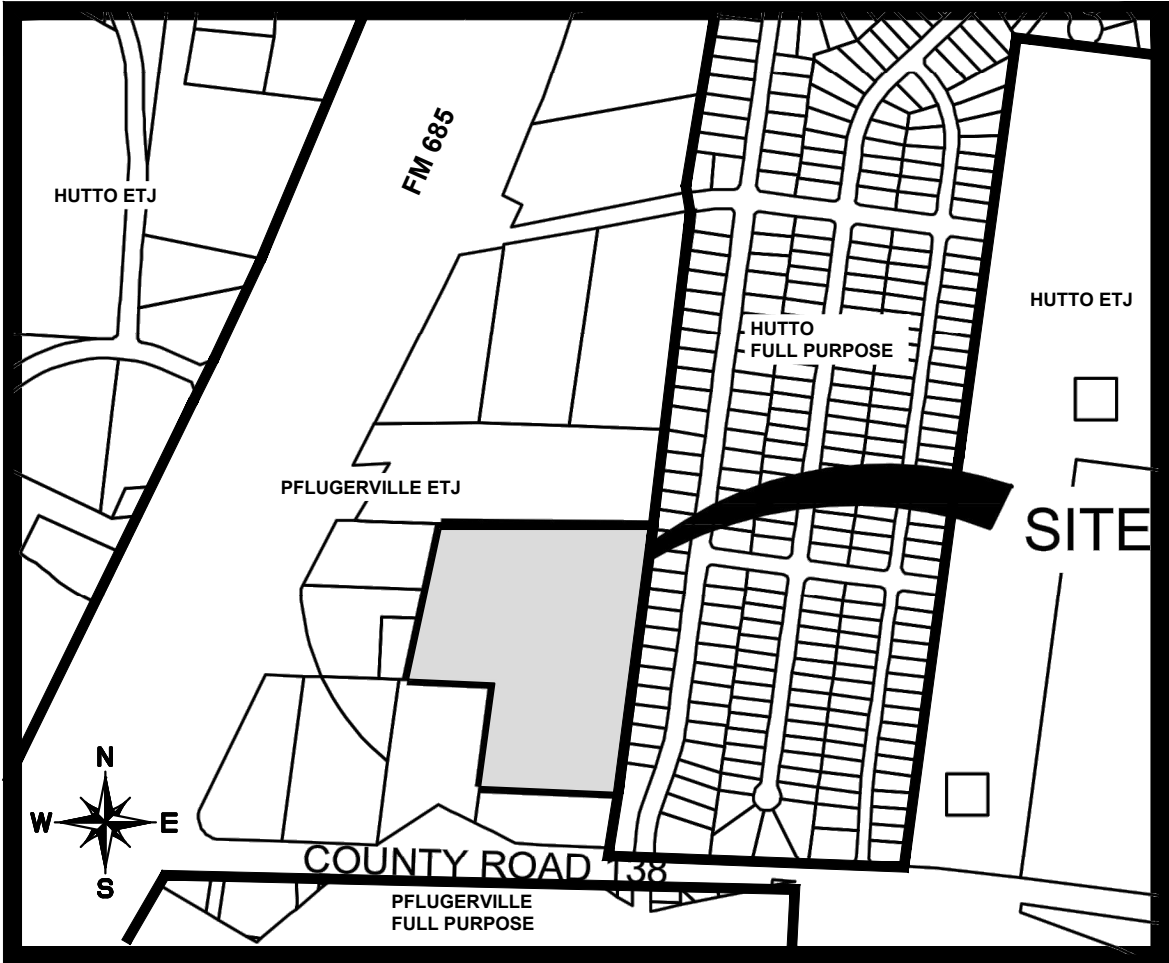 FM 685
HUTTO ETJ
HUTTO ETJ
HUTTO
FULL PURPOSE
PFLUGERVILLE ETJ
SITE
N
W E
S
COUNTY ROAD 138
PFLUGERVILLE
FULL PURPOSE